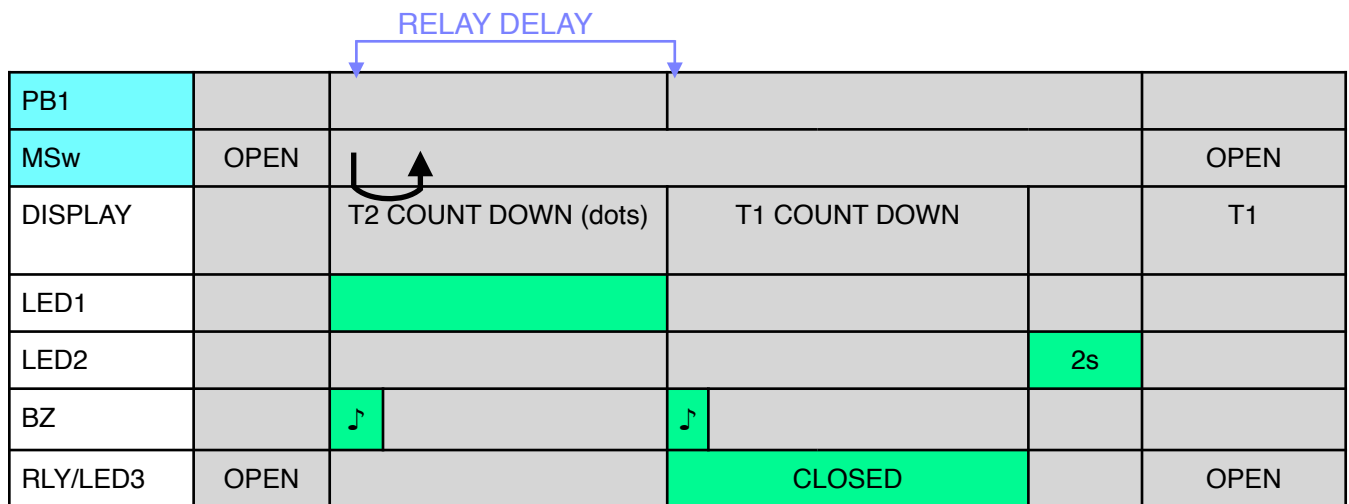 RELAY DELAY
PB1
MSw OPEN OPEN
DISPLAY T2 COUNT DOWN (dots) T1 COUNT DOWN T1
LED1
LED2 2s
BZ ♪ ♪
RLY/LED3 OPEN CLOSED OPEN